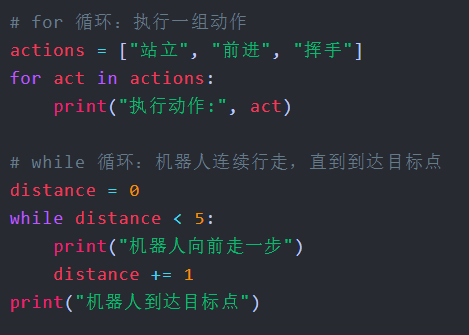 # for 循环：执行一组动作
actions = ["站立", "前进", "挥手"]
for act in actions:
    print("执行动作:", act)

# while 循环：机器人连续行走，直到到达目标点
distance = 0
while distance < 5:
    print("机器人向前走一步")
    distance += 1
print("机器人到达目标点")